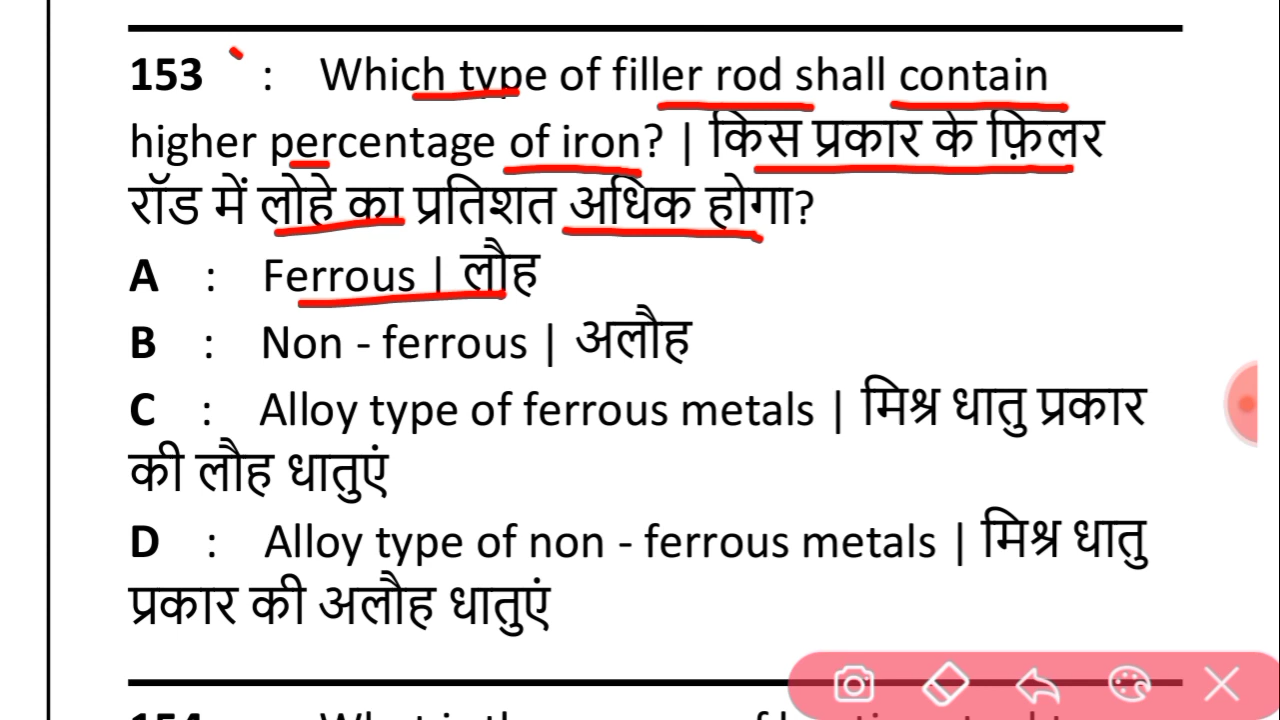 153 : Which type of filler rod shall contain
higher percentage of iron? | किस प्रकार के फ़िलर
रॉड में लोहे का प्रतिशत अधिक होगा?
A : Ferrous | लौह
B : Non - ferrous | अलौह
C : Alloy type of ferrous metals | मिश्र धातु प्रकार
की लौह धातुएं
D : Alloy type of non - ferrous metals | मिश्र धातु
प्रकार की अलौह धातुएं